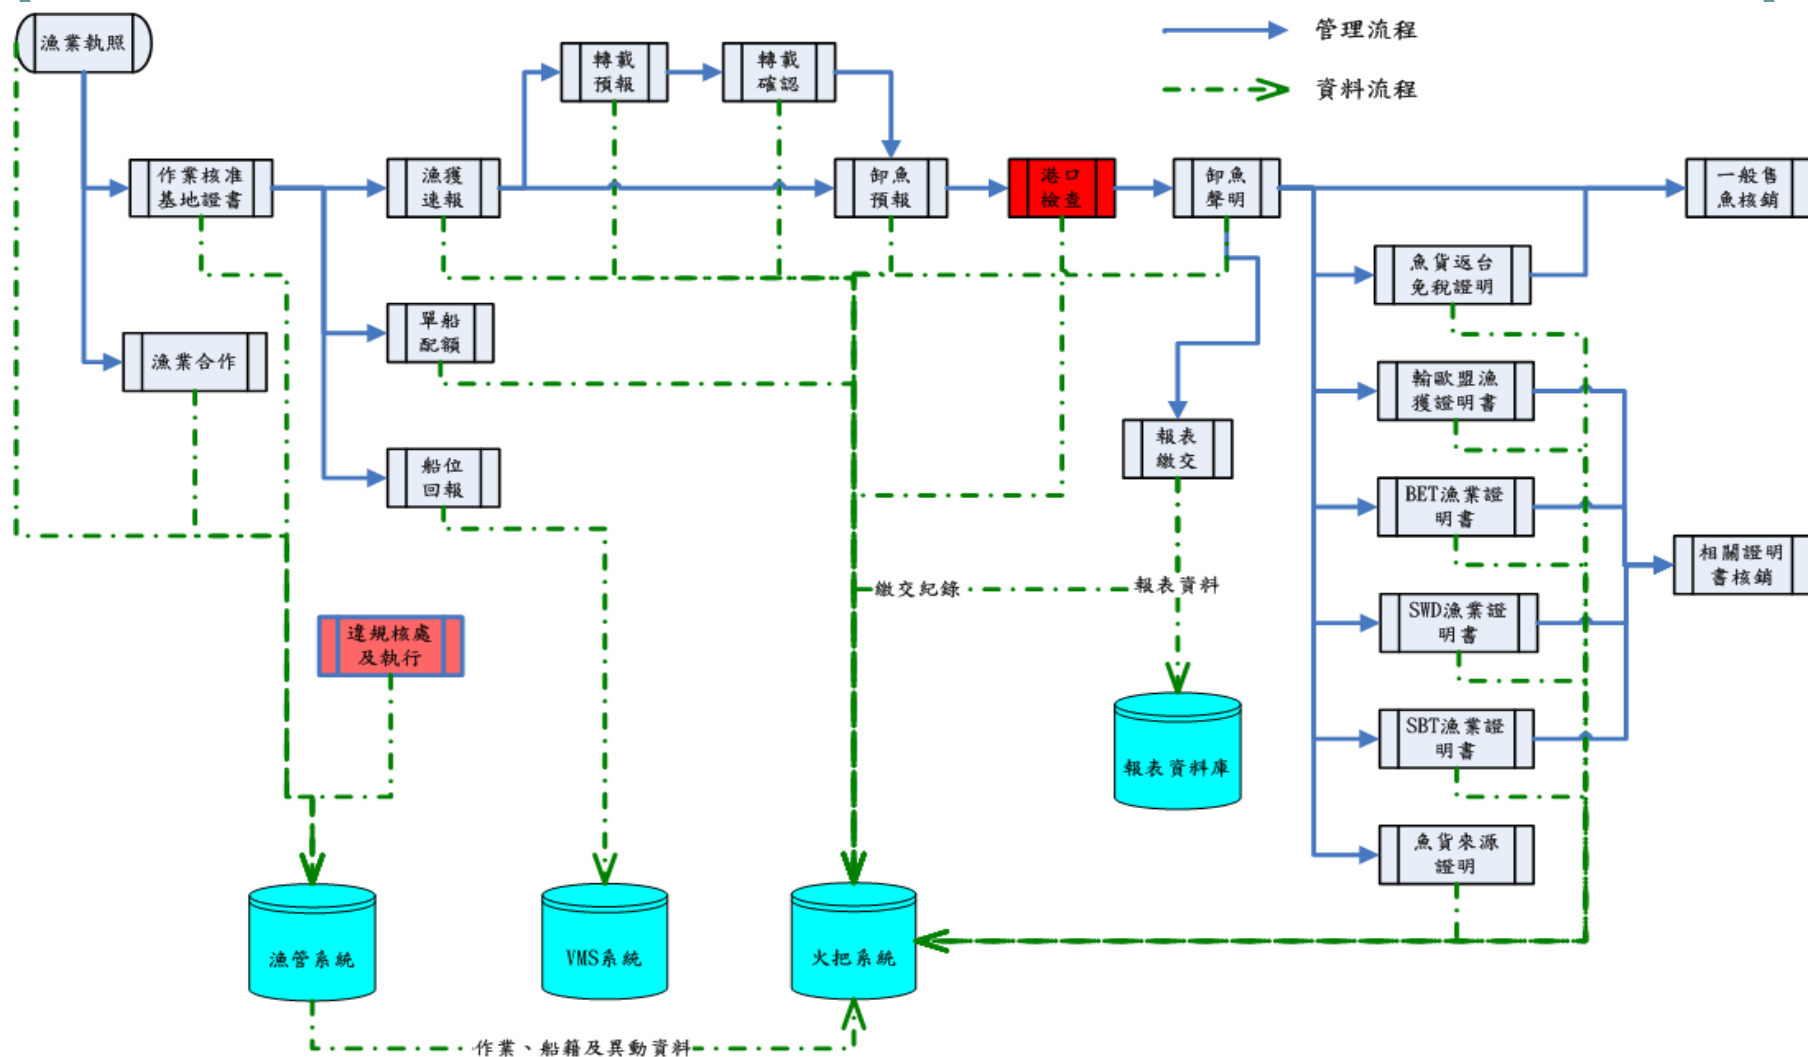 漁業執照
管理流程
資料流程
轉載
預報
轉載
確認
作業核准
基地證書
漁獲
速報
卸魚
預報
港口
檢查
卸魚
聲明
一般售
魚核銷
魚貨返台
免稅證明
單船
配額
漁業合作
輸歐盟漁
獲證明書
船位
回報
報表
繳交
BET漁業證
明書
相關證明
書核銷
繳交紀錄
報表資料
SWD漁業證
明書
違規核處
及執行
SBT漁業證
明書
報表資料庫
魚貨來源
證明
漁管系統
VMS系統
火把系統
作業、船籍及異動資料